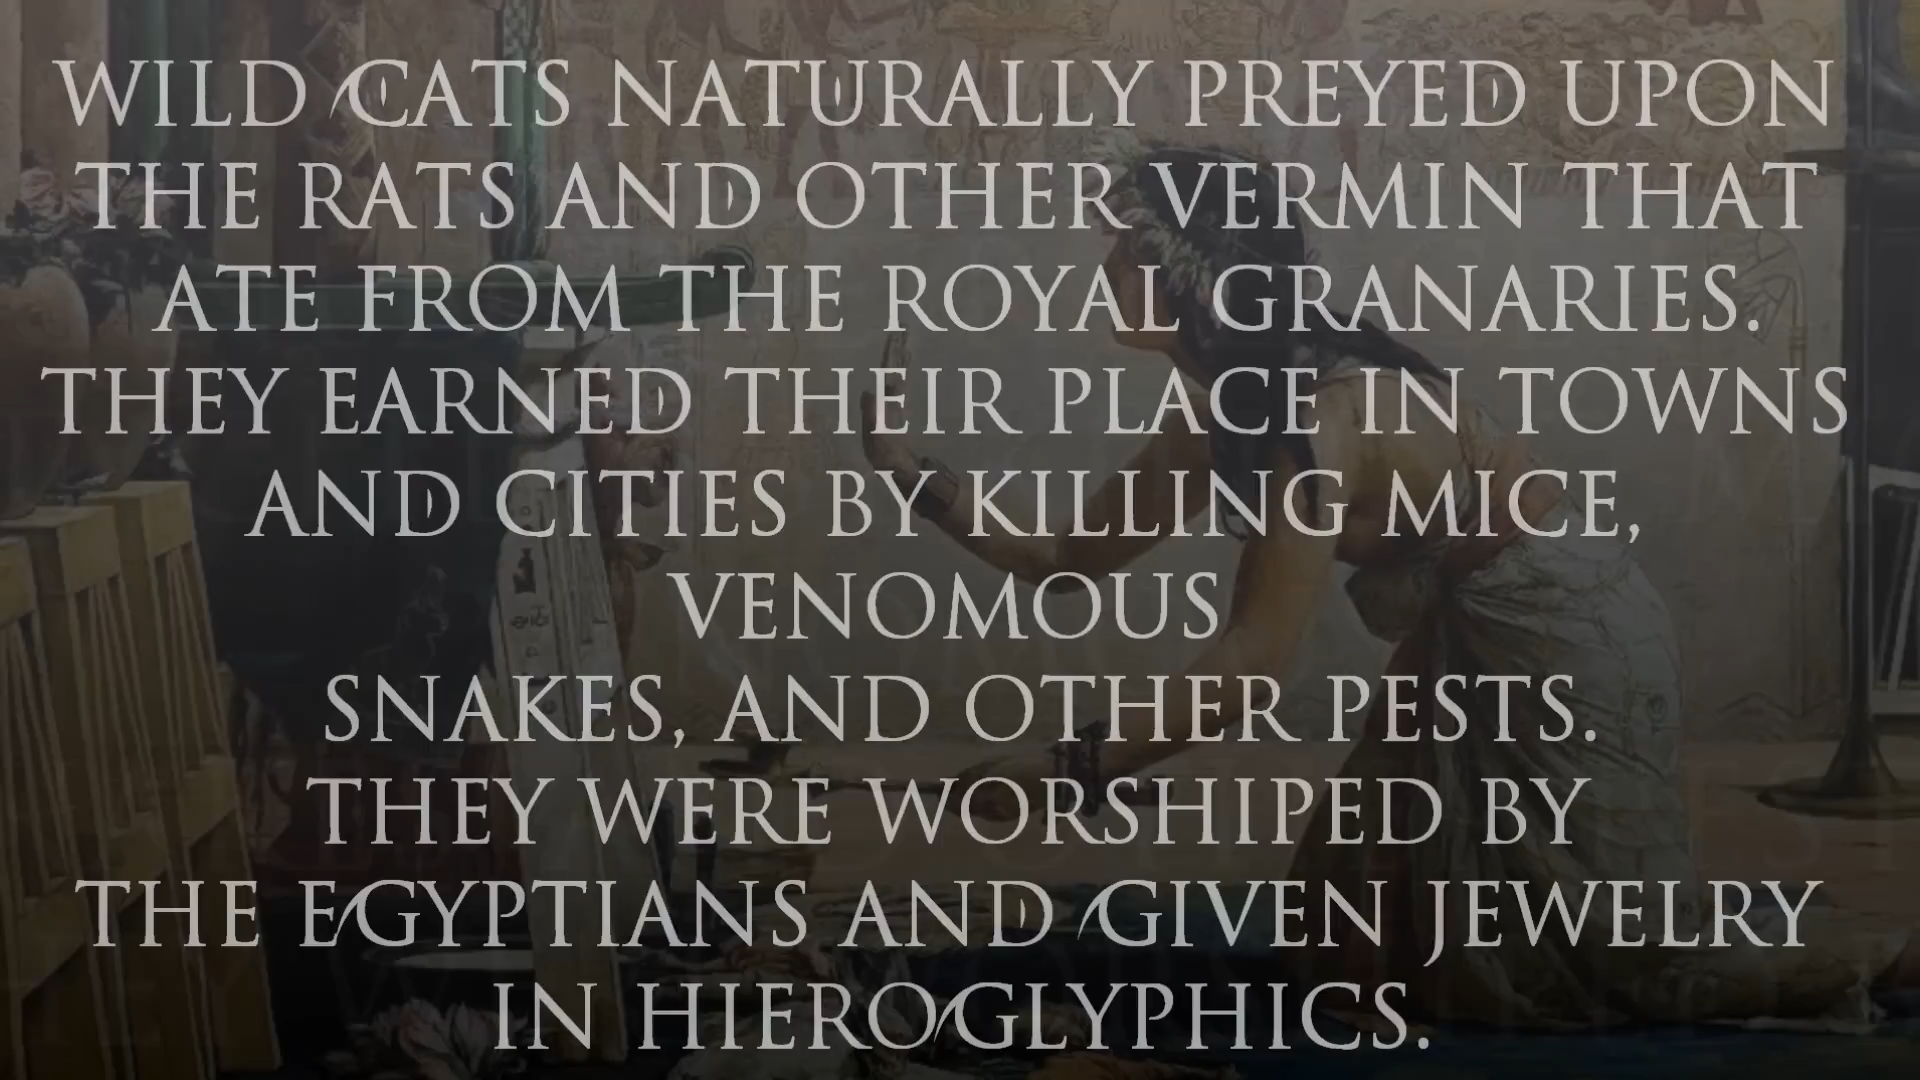 WILD CATS NATURALLY PREYED UPON
THE RATS AND OTHER VERMIN THAT
ATE FROM THE ROYAL GRANARIES.
THEY EARNED THEIR PLACE IN TOWNS
AND CITIES BY KILLING MICE,
VENOMOUS
SNAKES, AND OTHER PESTS.
THEY WERE WORSHIPED BY
THE EGYPTIANS AND GIVEN JEWELRY
IN HIEROGLYPHICS.